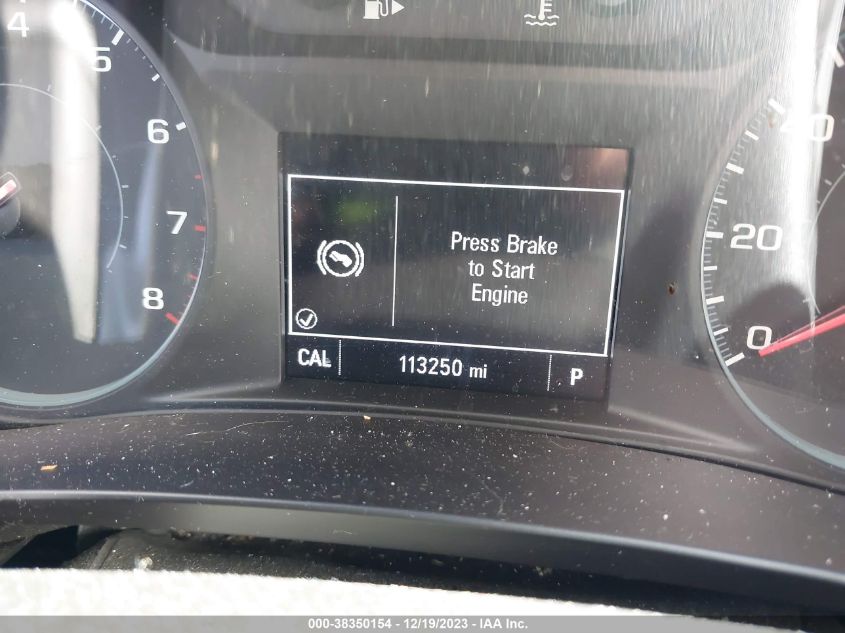 4
5
6
7
8
Press Brake
to Start
Engine
CAL 113250 mi P
40
20
0
000-38350154 - 12/19/2023 - IAA Inc.